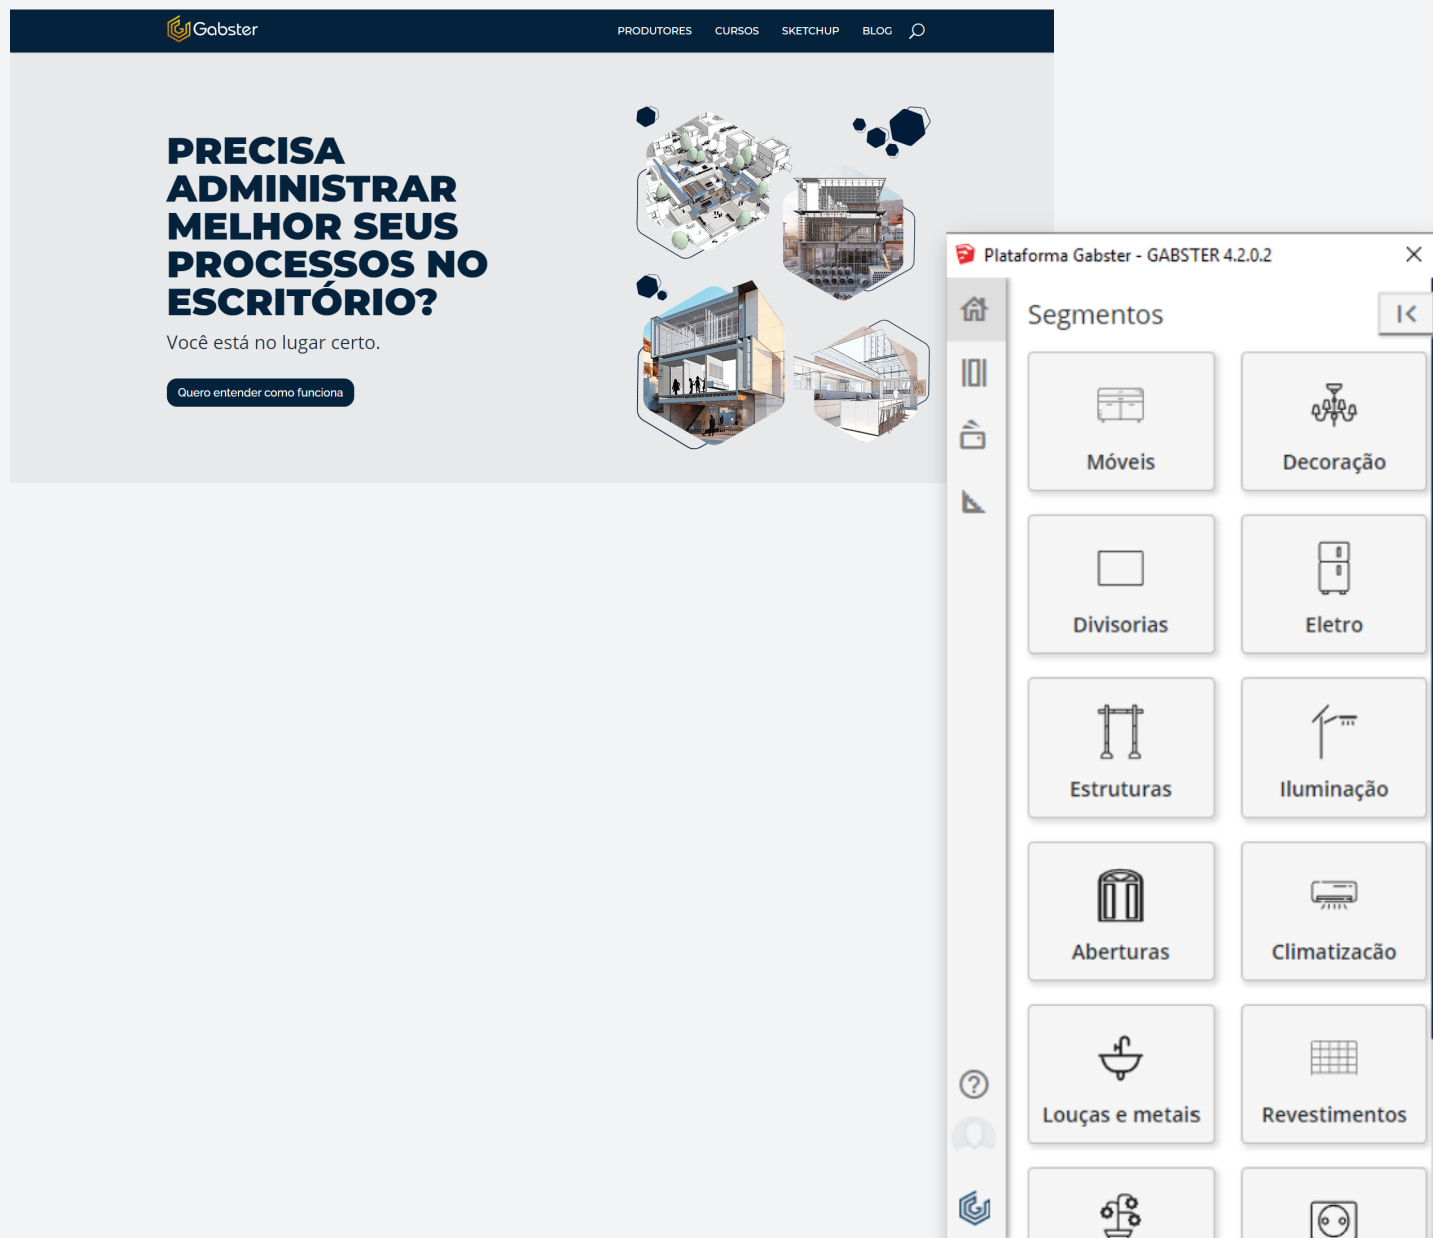 Gabster
PRODUTORES CURSOS SKETCHUP BLOG
PRECISA
ADMINISTRAR
MELHOR SEUS
PROCESSOS NO
ESCRITÓRIO?
Você está no lugar certo.
Quero entender como funciona
Plataforma Gabster - GABSTER 4.2.0.2
Segmentos
Móveis
Decoração
Divisorias
Eletro
Estruturas
Iluminação
Aberturas
Climatizacão
Louças e metais
Revestimentos